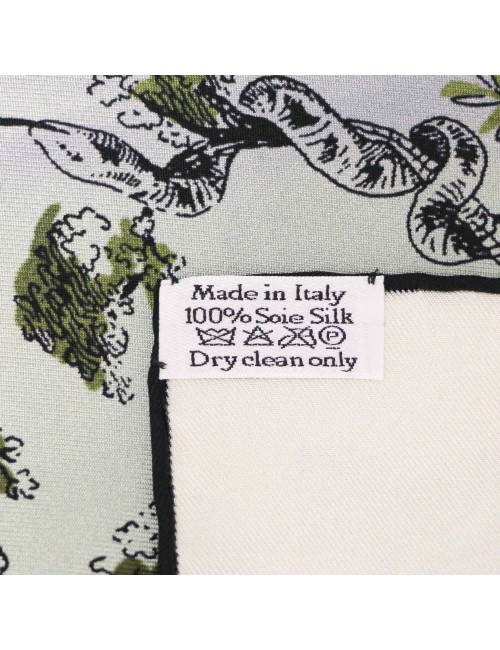 Made in Italy
100% Soie Silk
P
Dry clean only